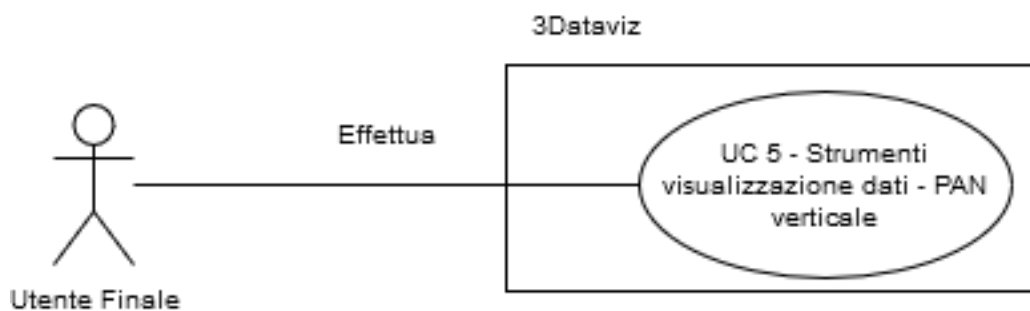 3Dataviz
Effettua
UC 5 - Strumenti
visualizzazione dati - PAN
verticale
Utente Finale